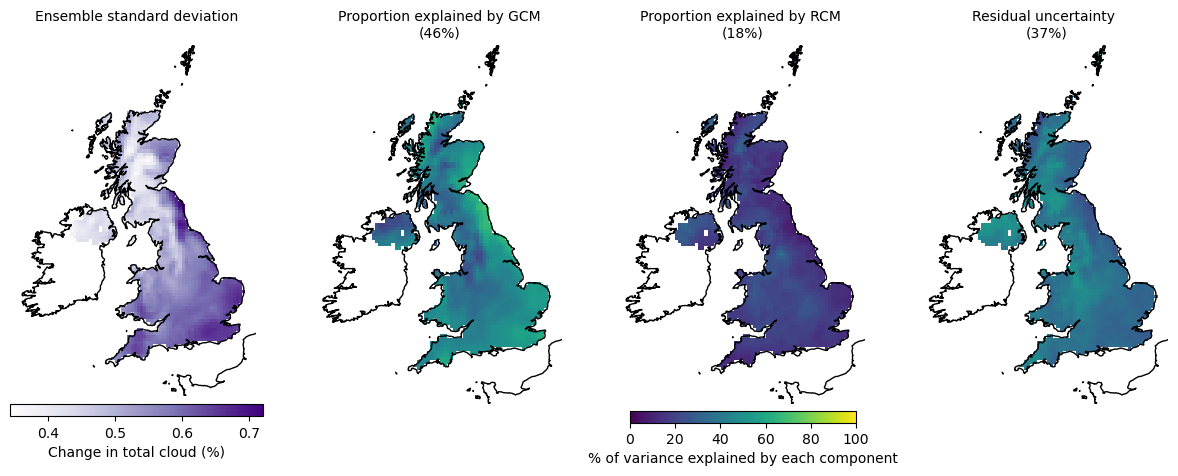 Ensemble standard deviation
Proportion explained by GCM
(46%)
Proportion explained by RCM
(18%)
Residual uncertainty
(37%)
0.4 0.5 0.6 0.7
Change in total cloud (%)
0 20 40 60 80 100
% of variance explained by each component